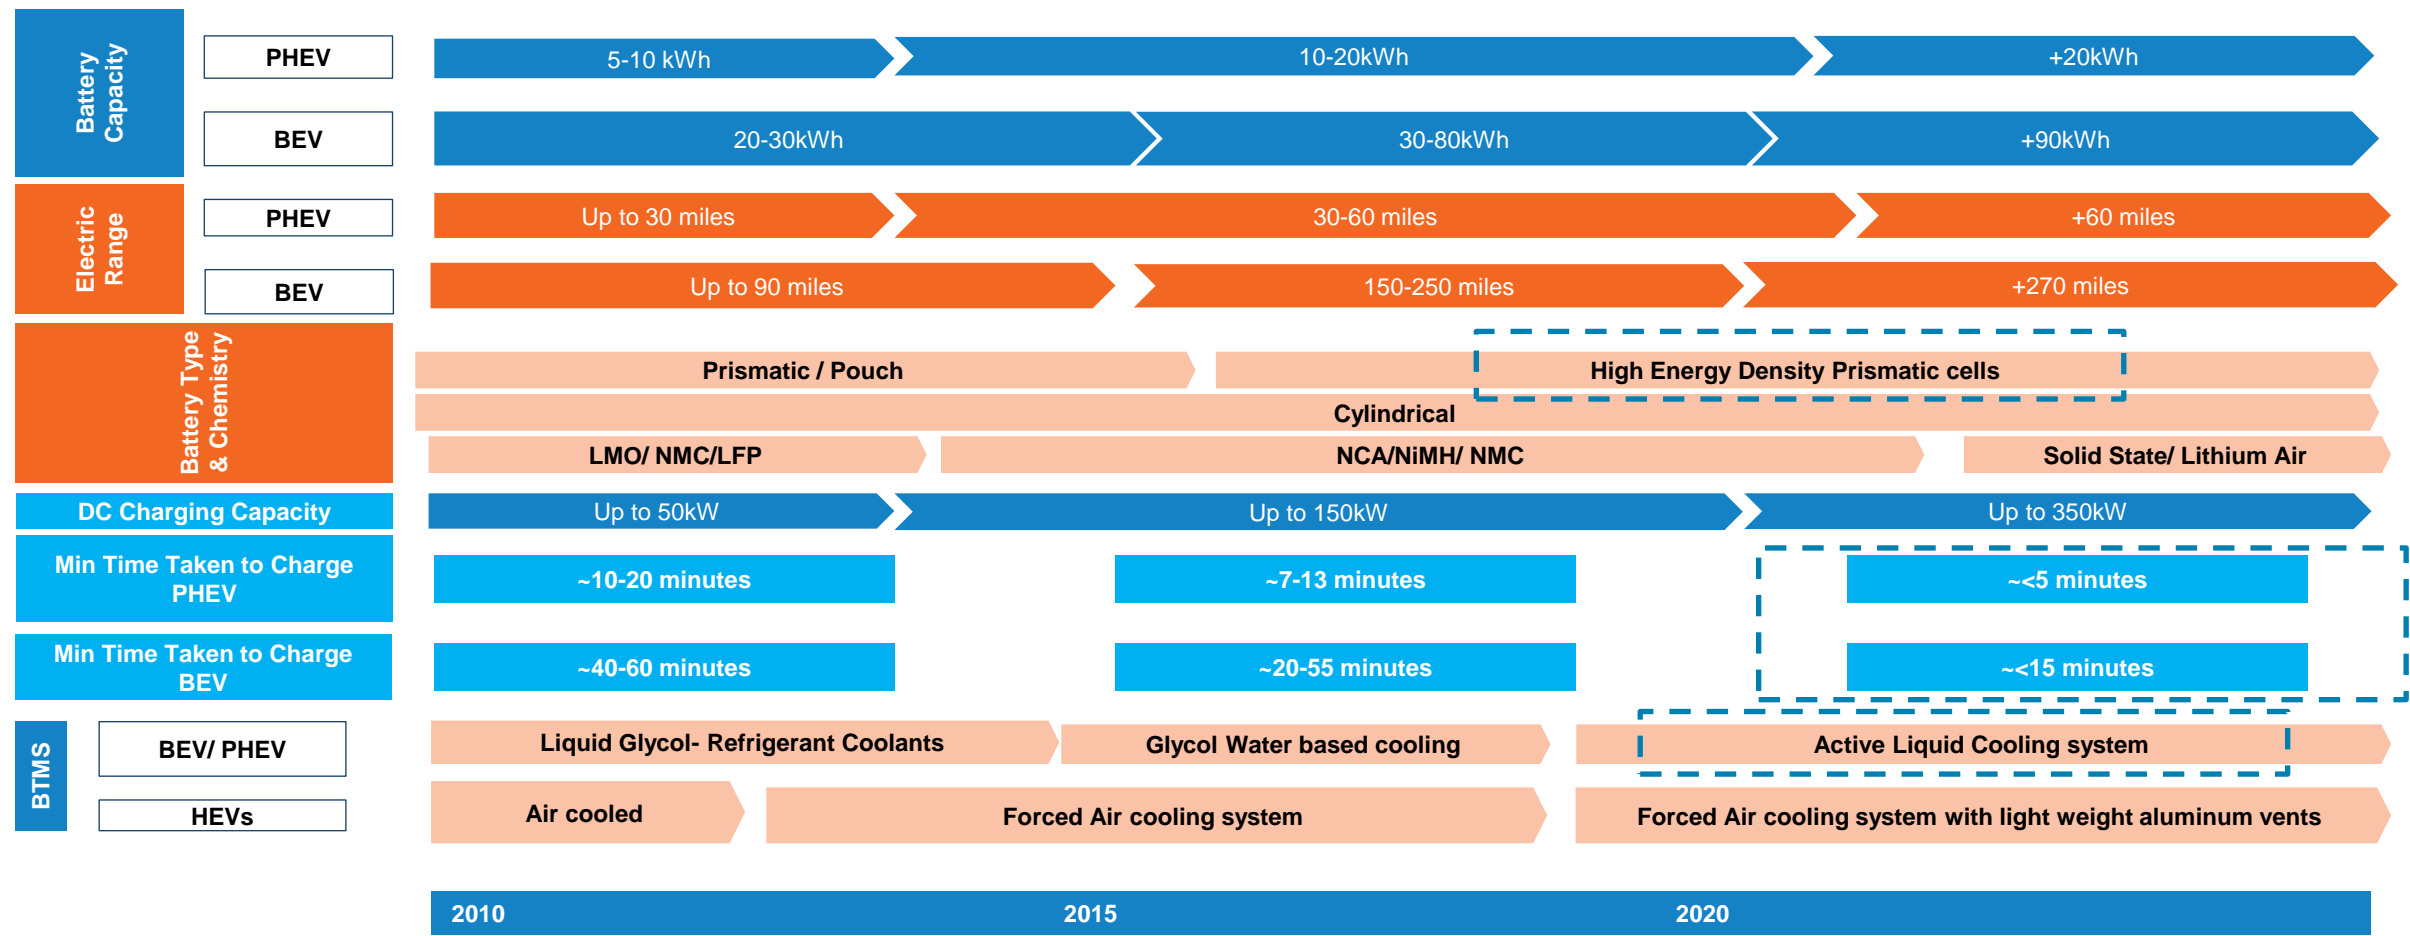 Battery
Capacity
PHEV
5-10 kWh
10-20kWh
+20kWh
BEV
20-30kWh
30-80kWh
+90kWh
Electric
Range
PHEV
Up to 30 miles
30-60 miles
+60 miles
BEV
Up to 90 miles
150-250 miles
+270 miles
Battery Type
& Chemistry
Prismatic / Pouch
High Energy Density Prismatic cells
Cylindrical
LMO/ NMC/LFP
NCA/NiMH/ NMC
Solid State/ Lithium Air
DC Charging Capacity
Up to 50kW
Up to 150kW
Up to 350kW
Min Time Taken to Charge
PHEV
~10-20 minutes
~7-13 minutes
~<5 minutes
Min Time Taken to Charge
BEV
~40-60 minutes
~20-55 minutes
~<15 minutes
BTMS
BEV/ PHEV
Liquid Glycol- Refrigerant Coolants
Glycol Water based cooling
Active Liquid Cooling system
HEVs
Air cooled
Forced Air cooling system
Forced Air cooling system with light weight aluminum vents
2010
2015
2020